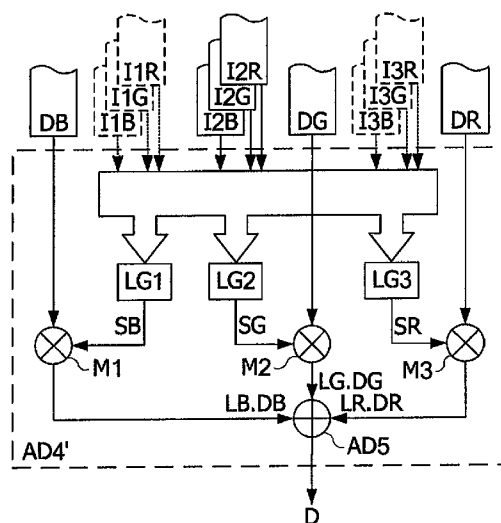 I1R I2R I3R
I1G I2G I3G
DB I1B I2B DG I3B DR
LG1 LG2 LG3
SB SG SR
M1 M2 M3
LG.DG
LB.DB LR.DR
AD4' AD5
D